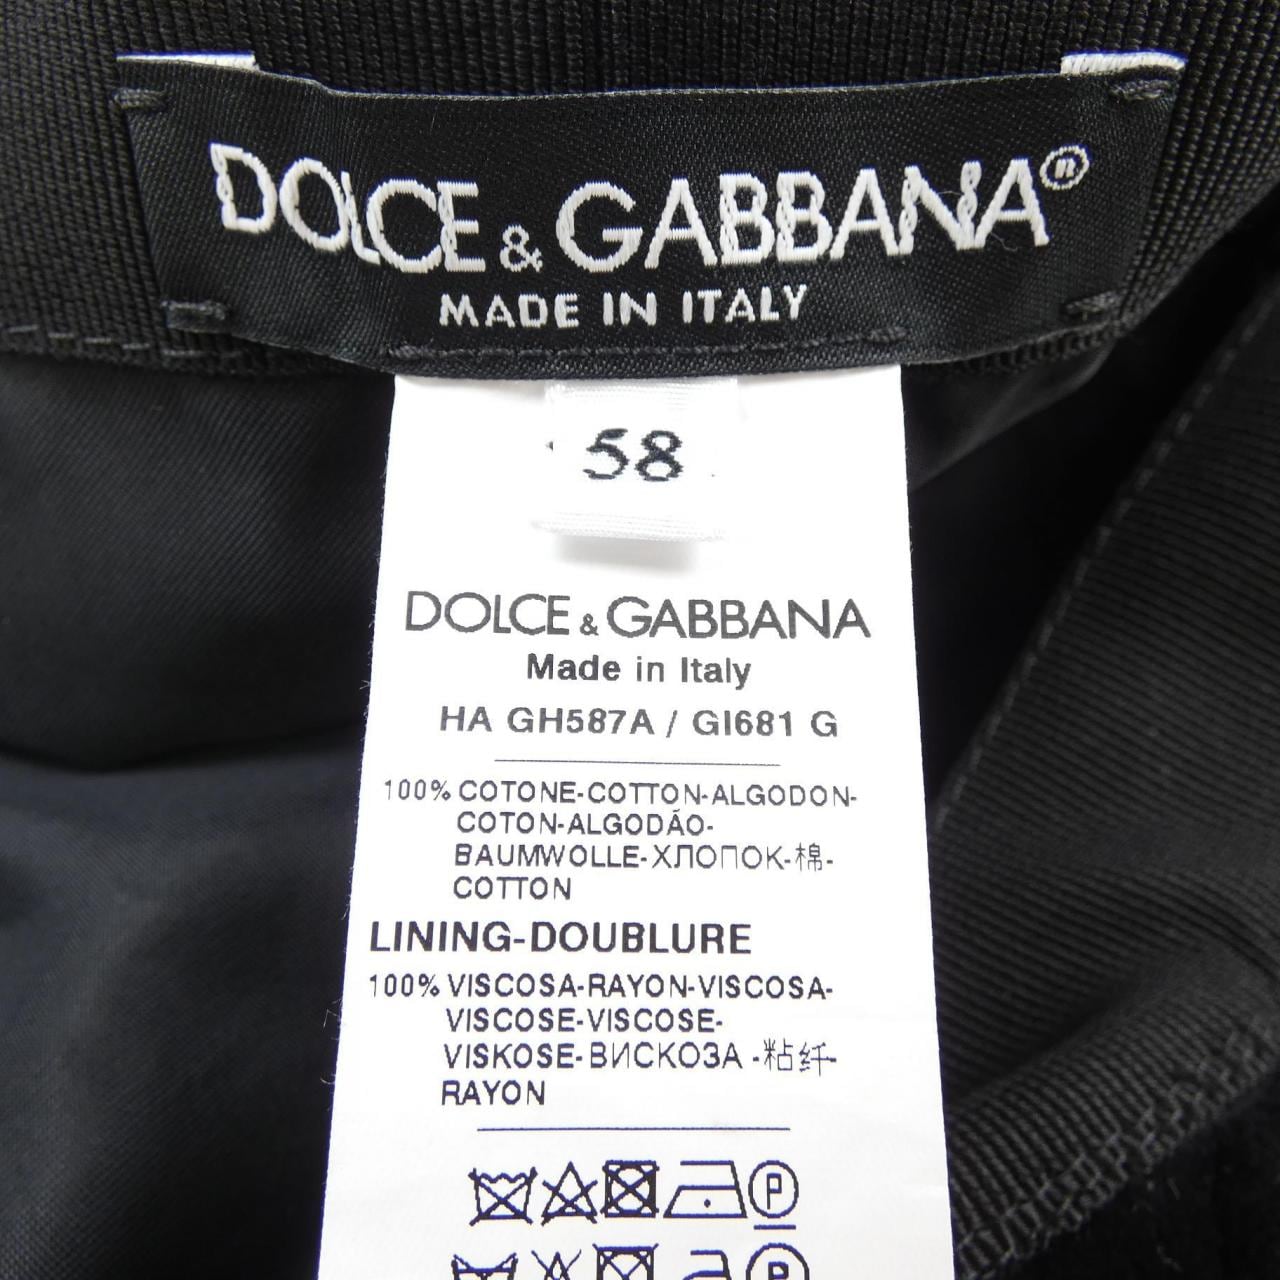 DOLCE & GABBANA®
MADE IN ITALY
58
DOLCE & GABBANA
Made in Italy
HA GH587A / GI681 G
100% COTONE-COTTON-ALGODON-
COTON-ALGODÃO-
BAUMWOLLE-ХЛОПОК-棉-
COTTON
LINING-DOUBLURE
100% VISCOSA-RAYON-VISCOSA-
VISCOSE-VISCOSE-
VISKOSE-ВИСКОЗА -粘纤-
RAYON
P
P